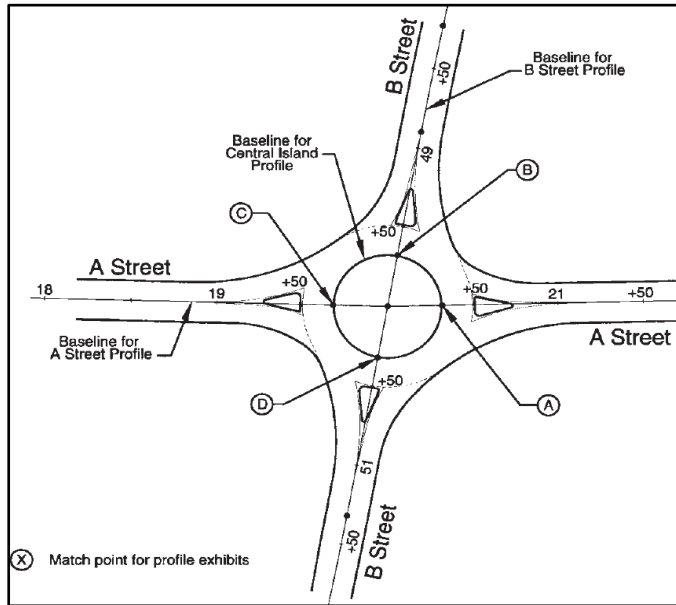 B Street
+50
Baseline for
B Street Profile
49
Baseline for
Central Island
Profile
B
C
+50
A Street
18
19
+50
+50
21
+50
Baseline for
A Street Profile
A Street
D
+50
A
51
+50
B Street
X Match point for profile exhibits